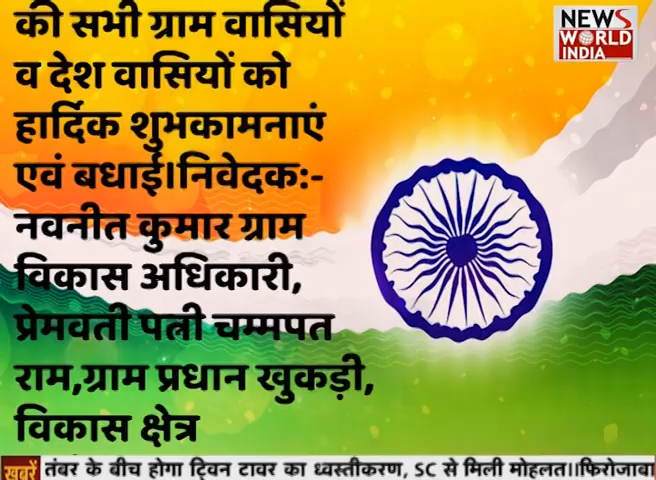 की सभी ग्राम वासियों
व देश वासियों को
हार्दिक शुभकामनाएं
एवं बधाई।निवेदक:-
नवनीत कुमार ग्राम
विकास अधिकारी,
प्रेमवती पत्नी चम्मपत
राम,ग्राम प्रधान खुकड़ी,
विकास क्षेत्र
NEWS
WORLD
INDIA
खबरें तंबर के बीच होगा ट्विन टावर का ध्वस्तीकरण, SC से मिली मोहलत॥फिरोजाबा